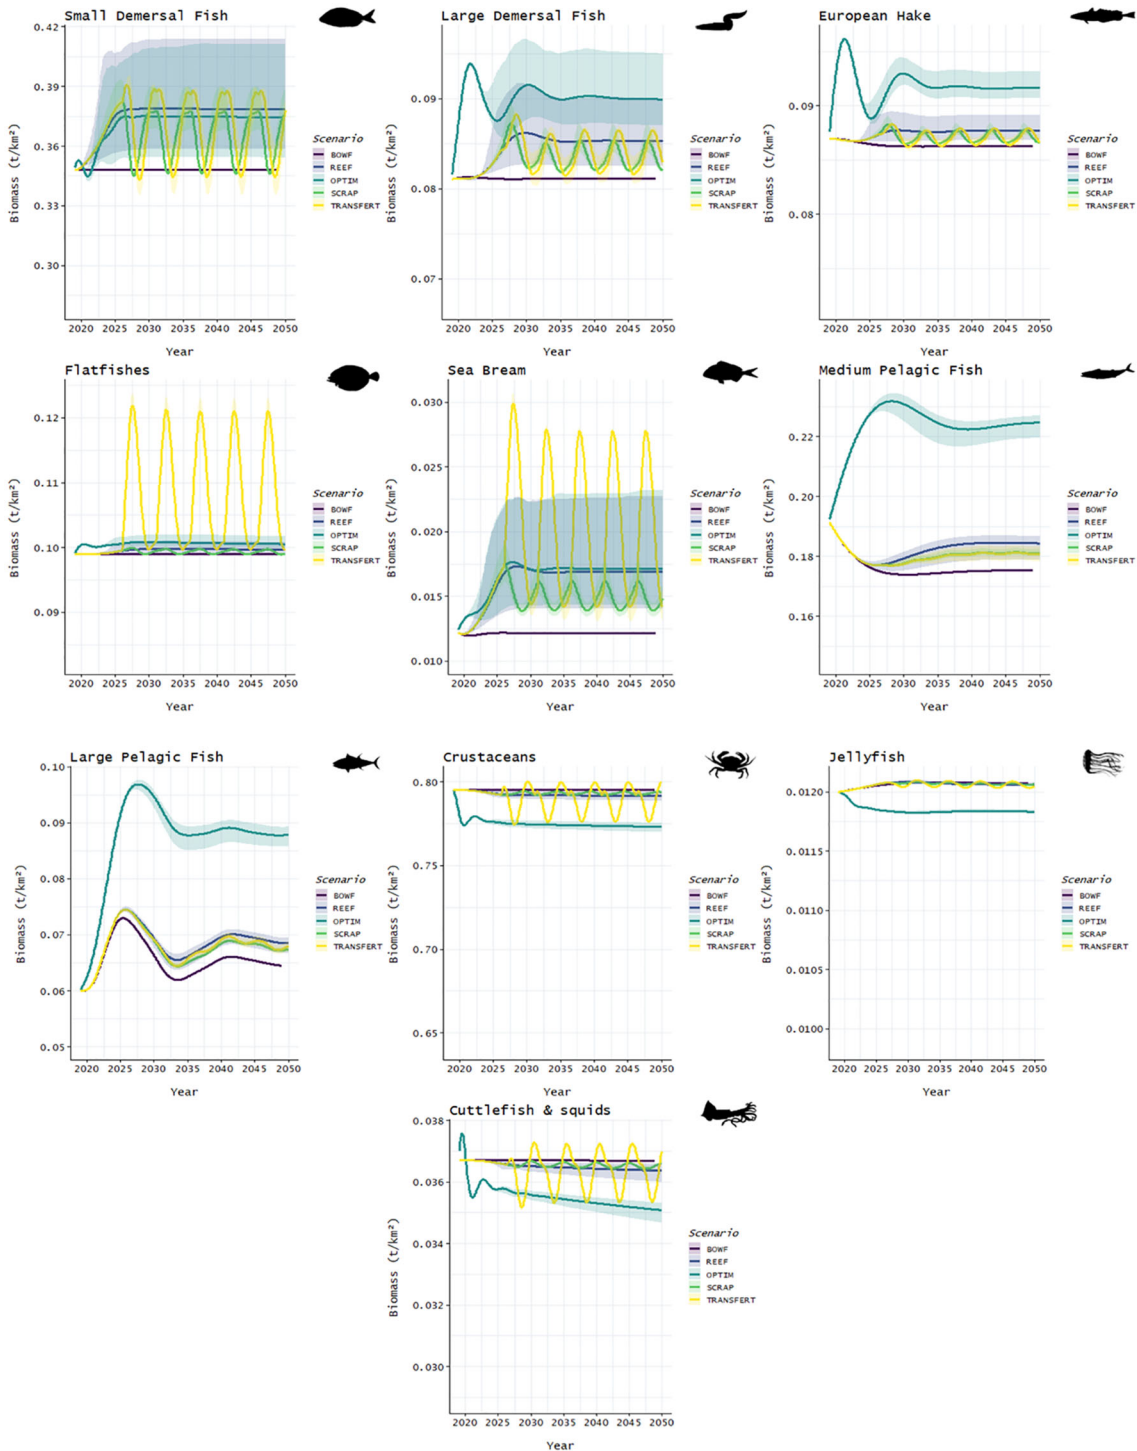 Small Demersal Fish
0.42
0.39
0.36
0.33
0.30
Biomass (t/km²)
2020 2025 2030 2035 2040 2045 2050
Year
Scenario
BOWF
REEF
OPTIM
SCRAP
TRANSFERT
Large Demersal Fish
0.09
0.08
0.07
Biomass (t/km²)
2020 2025 2030 2035 2040 2045 2050
Year
Scenario
BOWF
REEF
OPTIM
SCRAP
TRANSFERT
European Hake
0.09
0.08
Biomass (t/km²)
2020 2025 2030 2035 2040 2045 2050
Year
Scenario
BOWF
REEF
OPTIM
SCRAP
TRANSFERT
Flatfishes
0.12
0.11
0.10
0.09
Biomass (t/km²)
2020 2025 2030 2035 2040 2045 2050
Year
Scenario
BOWF
REEF
OPTIM
SCRAP
TRANSFERT
Sea Bream
0.030
0.025
0.020
0.015
0.010
Biomass (t/km²)
2020 2025 2030 2035 2040 2045 2050
Year
Scenario
BOWF
REEF
OPTIM
SCRAP
TRANSFERT
Medium Pelagic Fish
0.22
0.20
0.18
0.16
Biomass (t/km²)
2020 2025 2030 2035 2040 2045 2050
Year
Scenario
BOWF
REEF
OPTIM
SCRAP
TRANSFERT
Large Pelagic Fish
0.10
0.09
0.08
0.07
0.06
0.05
Biomass (t/km²)
2020 2025 2030 2035 2040 2045 2050
Year
Scenario
BOWF
REEF
OPTIM
SCRAP
TRANSFERT
Crustaceans
0.80
0.75
0.70
0.65
Biomass (t/km²)
2020 2025 2030 2035 2040 2045 2050
Year
Scenario
BOWF
REEF
OPTIM
SCRAP
TRANSFERT
Jellyfish
0.0120
0.0115
0.0110
0.0105
0.0100
Biomass (t/km²)
2020 2025 2030 2035 2040 2045 2050
Year
Scenario
BOWF
REEF
OPTIM
SCRAP
TRANSFERT
Cuttlefish & squids
0.038
0.036
0.034
0.032
0.030
Biomass (t/km²)
2020 2025 2030 2035 2040 2045 2050
Year
Scenario
BOWF
REEF
OPTIM
SCRAP
TRANSFERT